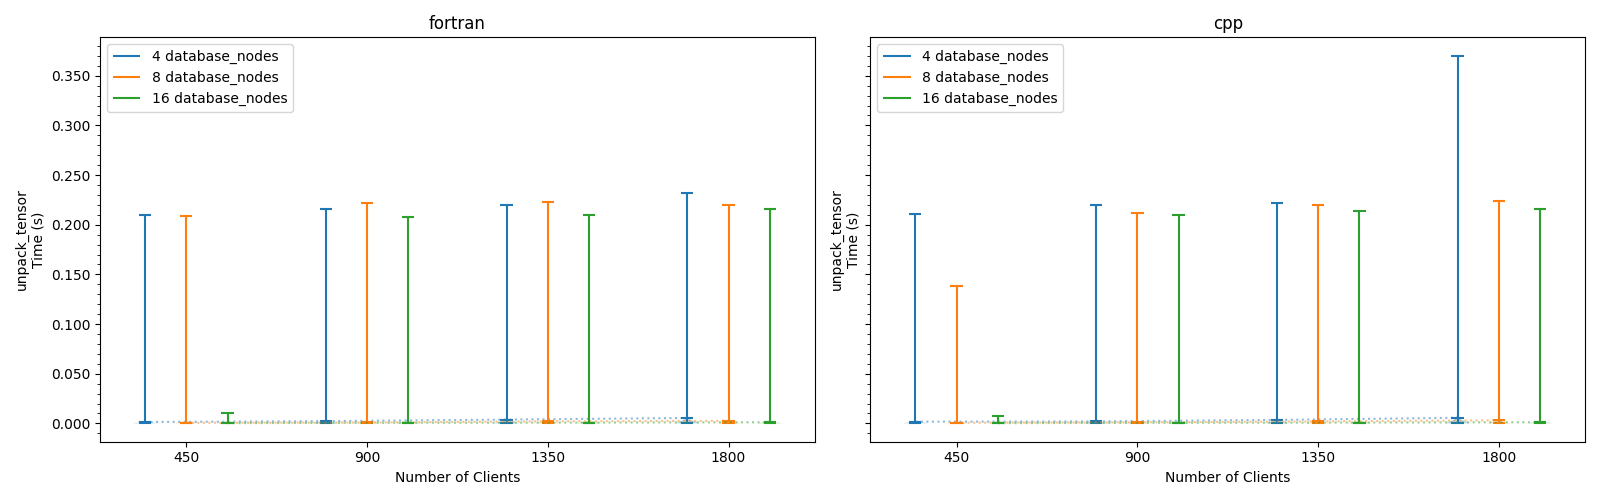 fortran
4 database_nodes
8 database_nodes
16 database_nodes
0.350
0.300
0.250
0.200
0.150
0.100
0.050
0.000
unpack_tensor
Time (s)
450 900 1350 1800
Number of Clients
cpp
4 database_nodes
8 database_nodes
16 database_nodes
unpack_tensor
Time (s)
450 900 1350 1800
Number of Clients